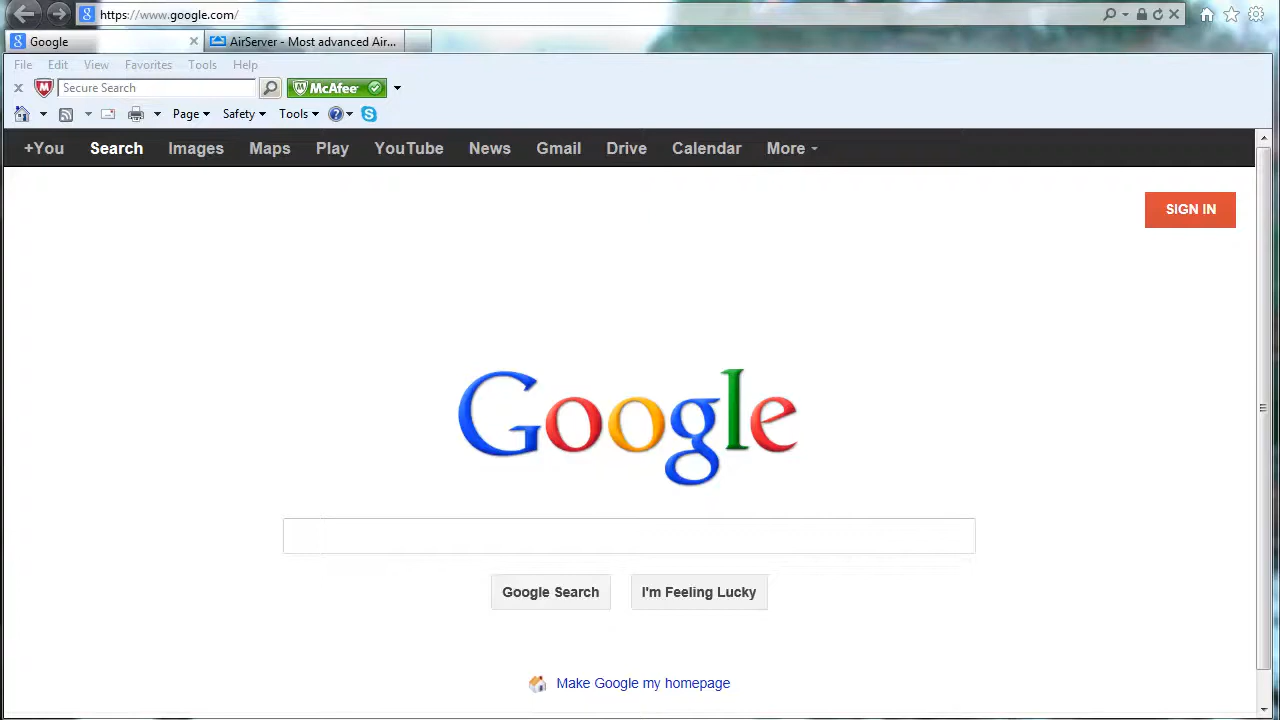 https://www.google.com/
Google
AirServer - Most advanced Air...
File Edit View Favorites Tools Help
Secure Search McAfee
Page Safety Tools
+You Search Images Maps Play YouTube News Gmail Drive Calendar More
SIGN IN
Google
Google Search I'm Feeling Lucky
Make Google my homepage